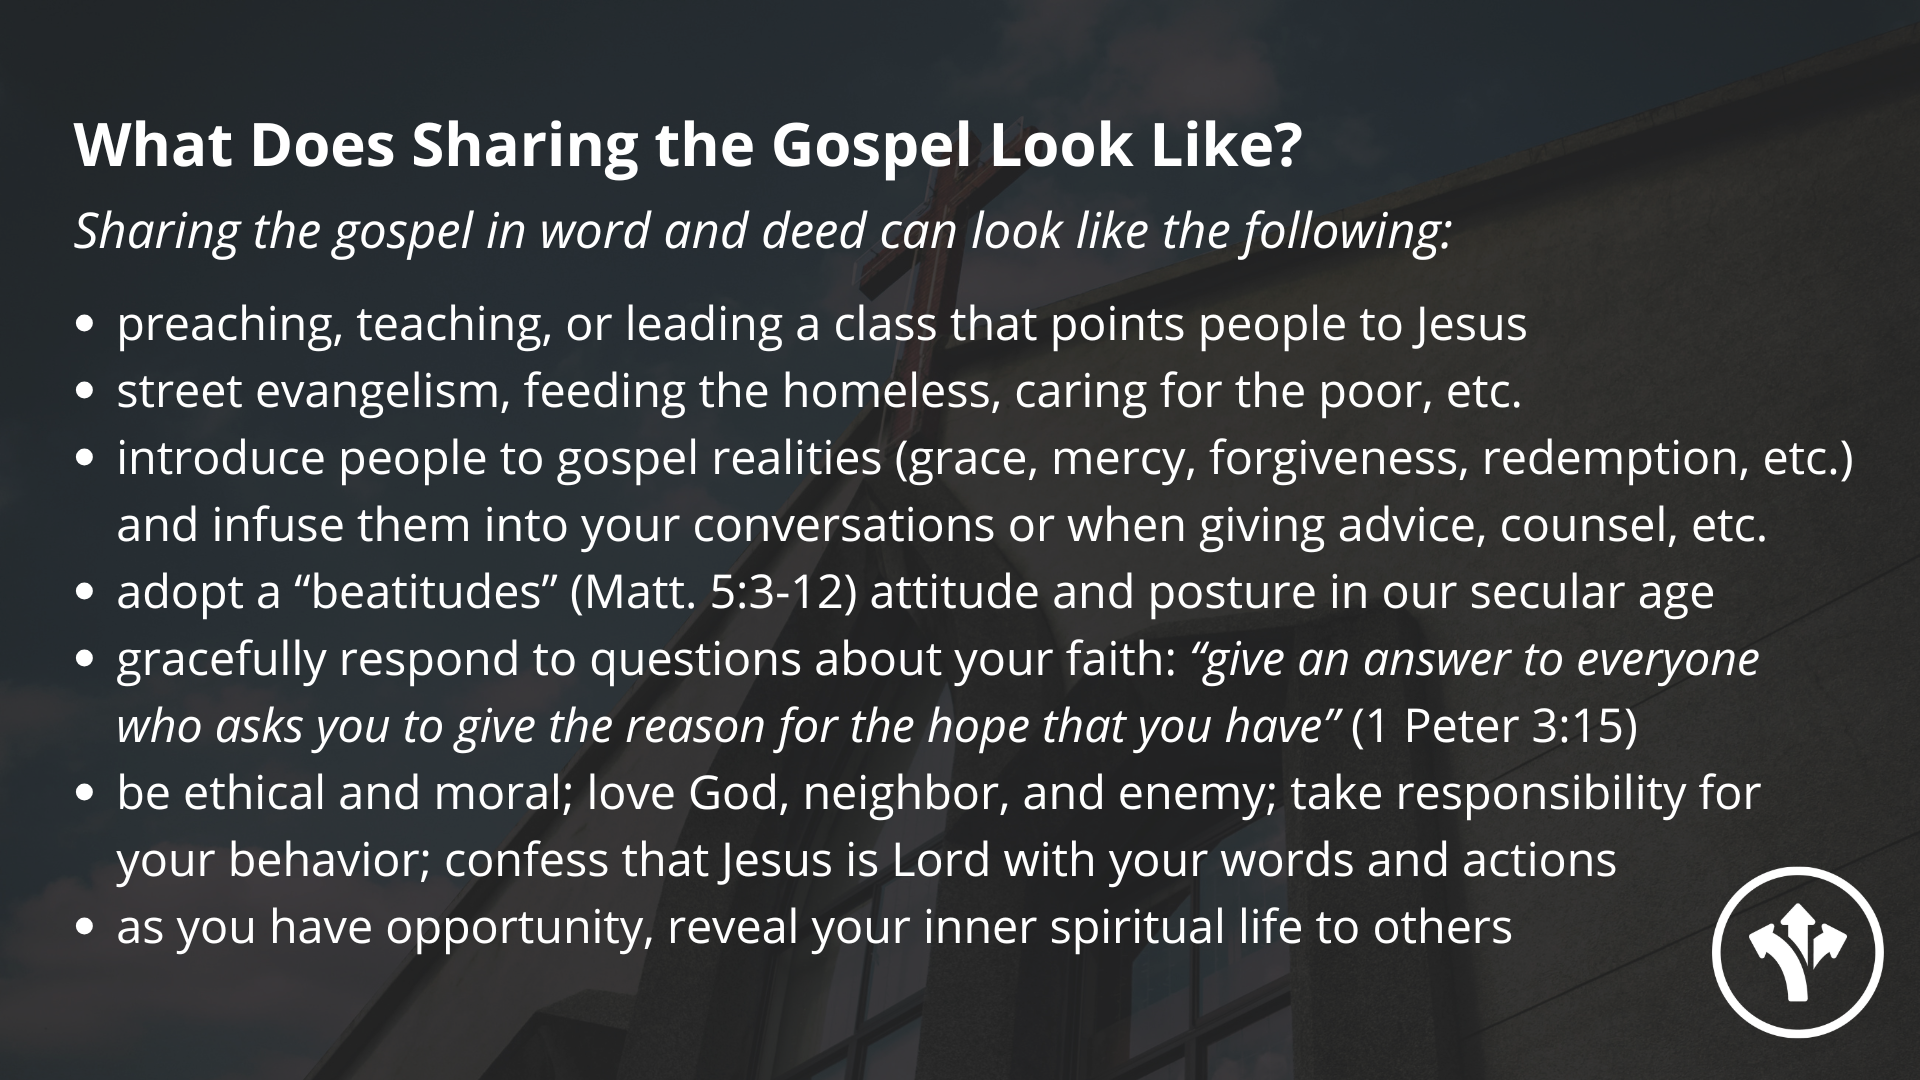 What Does Sharing the Gospel Look Like?
Sharing the gospel in word and deed can look like the following:
• preaching, teaching, or leading a class that points people to Jesus
• street evangelism, feeding the homeless, caring for the poor, etc.
• introduce people to gospel realities (grace, mercy, forgiveness, redemption, etc.)
and infuse them into your conversations or when giving advice, counsel, etc.
• adopt a “beatitudes” (Matt. 5:3-12) attitude and posture in our secular age
• gracefully respond to questions about your faith: “give an answer to everyone
who asks you to give the reason for the hope that you have” (1 Peter 3:15)
• be ethical and moral; love God, neighbor, and enemy; take responsibility for
your behavior; confess that Jesus is Lord with your words and actions
• as you have opportunity, reveal your inner spiritual life to others